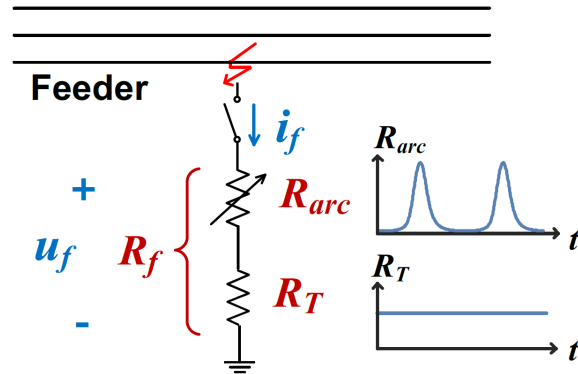 Feeder
i_f
+
u_f
-
R_f
R_arc
R_T
R_arc
t
R_T
t